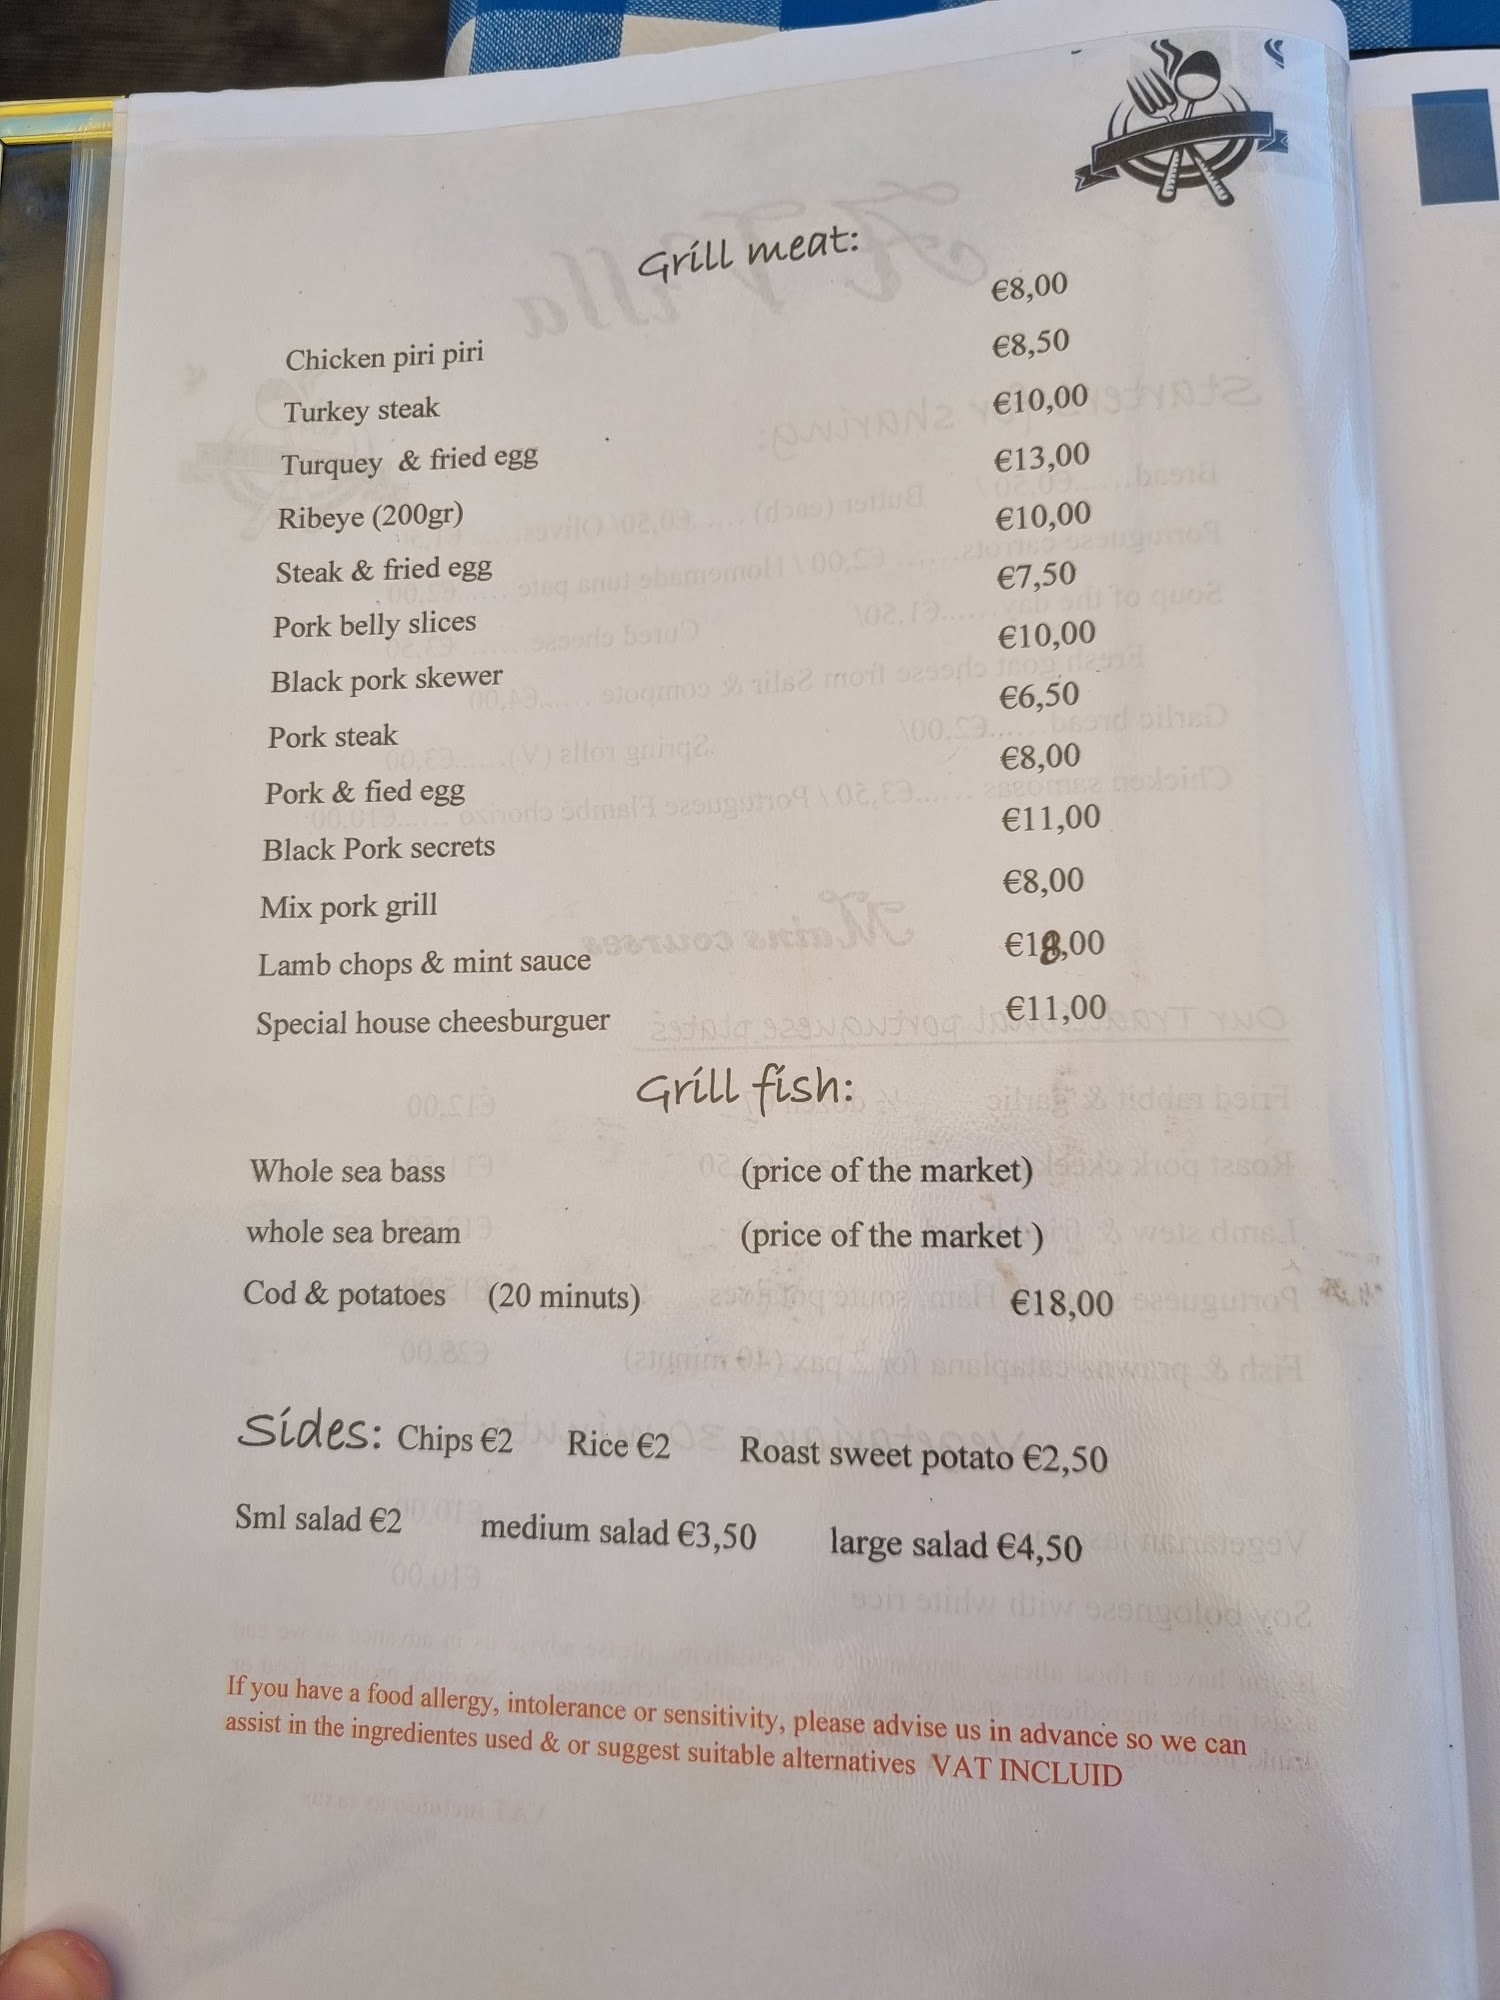 Grill meat:
Chicken piri piri €8,00
Turkey steak €8,50
Turquey & fried egg €10,00
Ribeye (200gr) €13,00
Steak & fried egg €10,00
Pork belly slices €7,50
Black pork skewer €10,00
Pork steak €6,50
Pork & fied egg €8,00
Black Pork secrets €11,00
Mix pork grill €8,00
Lamb chops & mint sauce €18,00
Special house cheesburguer €11,00
Grill fish:
Whole sea bass (price of the market)
whole sea bream (price of the market )
Cod & potatoes (20 minuts) €18,00
Sides: Chips €2 Rice €2 Roast sweet potato €2,50
Sml salad €2 medium salad €3,50 large salad €4,50
If you have a food allergy, intolerance or sensitivity, please advise us in advance so we can
assist in the ingredientes used & or suggest suitable alternatives VAT INCLUID